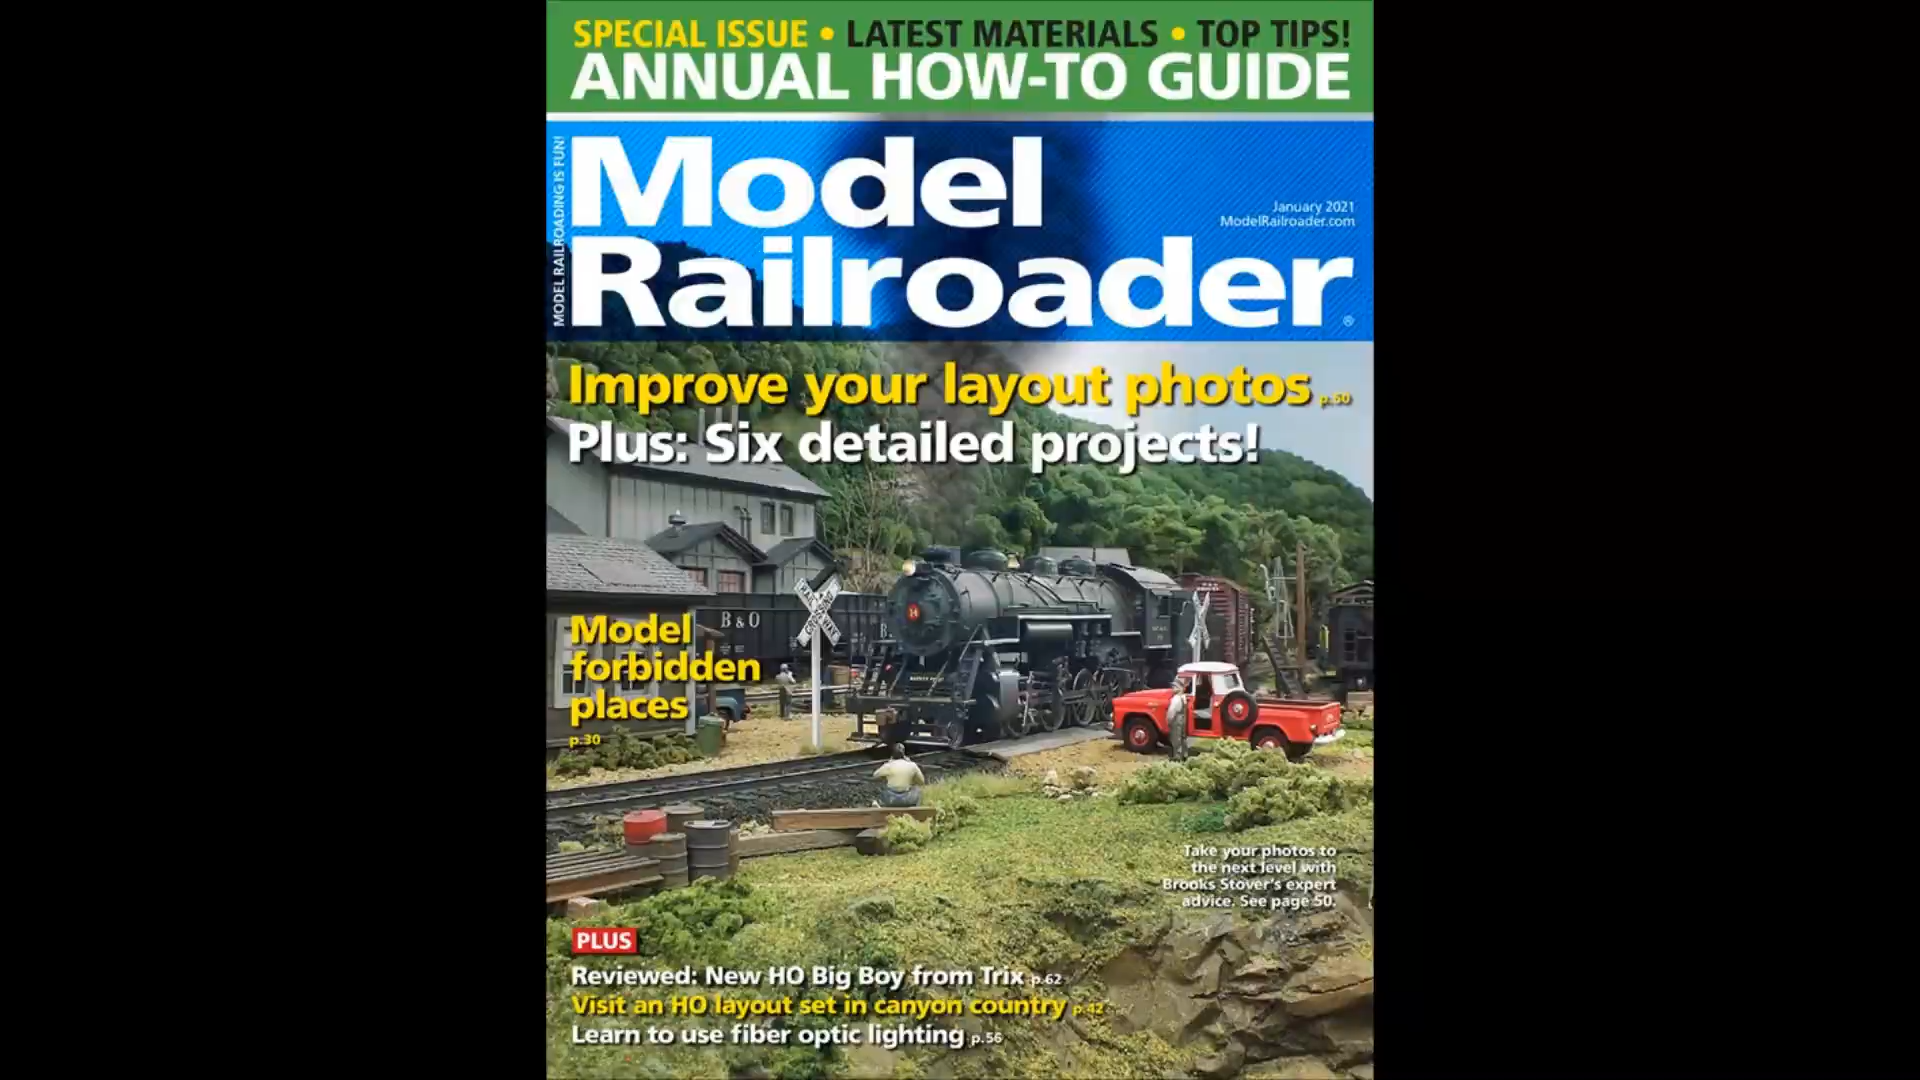 SPECIAL ISSUE • LATEST MATERIALS • TOP TIPS!
ANNUAL HOW-TO GUIDE
MODEL RAILROADING IS FUN!
Model
Railroader®
January 2021
ModelRailroader.com
Improve your layout photos p.50
Plus: Six detailed projects!
B & O
Model
forbidden
places
p.30
14
Take your photos to
the next level with
Brooks Stover's expert
advice. See page 50.
PLUS
Reviewed: New HO Big Boy from Trix p.62
Visit an HO layout set in canyon country p.42
Learn to use fiber optic lighting p.56